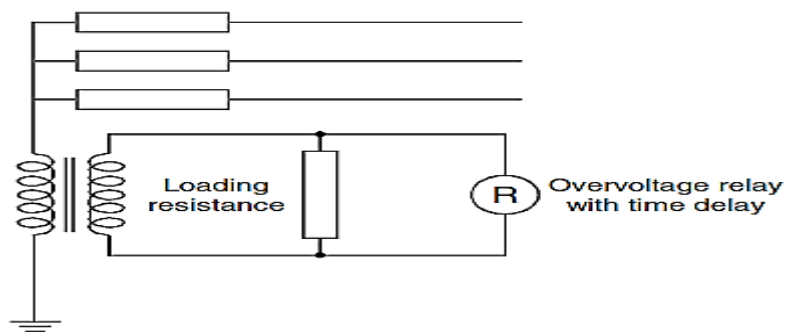 Loading
resistance
R
Overvoltage relay
with time delay